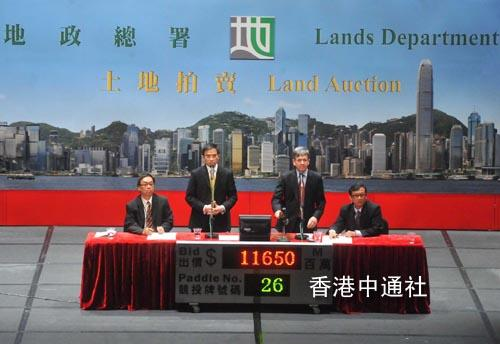 地政總署 Lands Department
土地拍賣 Land Auction
Bid 出價 $ 11650 M 百萬
Paddle No. 競投牌號碼 26
香港中通社